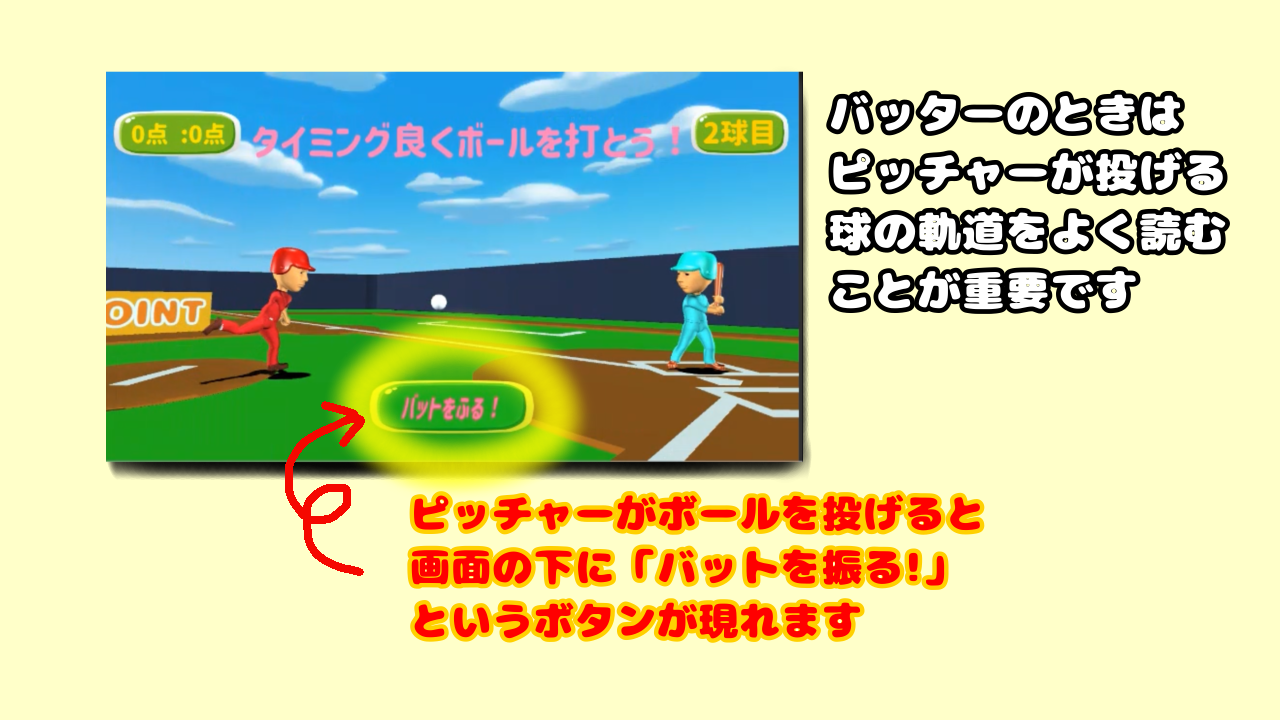 0点 :0点
タイミング良くボールを打とう!
2球目
OINT
バットをふる!
バッターのときは
ピッチャーが投げる
球の軌道をよく読む
ことが重要です
ピッチャーがボールを投げると
画面の下に「バットを振る!」
というボタンが現れます